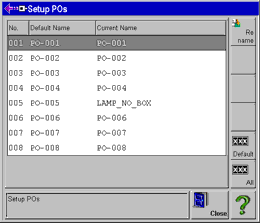 Setup POs
No. Default Name Current Name
001 PO-001 PO-001
002 PO-002 PO-002
003 PO-003 PO-003
004 PO-004 PO-004
005 PO-005 LAMP_NO_BOX
006 PO-006 PO-006
007 PO-007 PO-007
008 PO-008 PO-008
Re
name
xxx
Default
xxx
All
Setup POs
Close
?